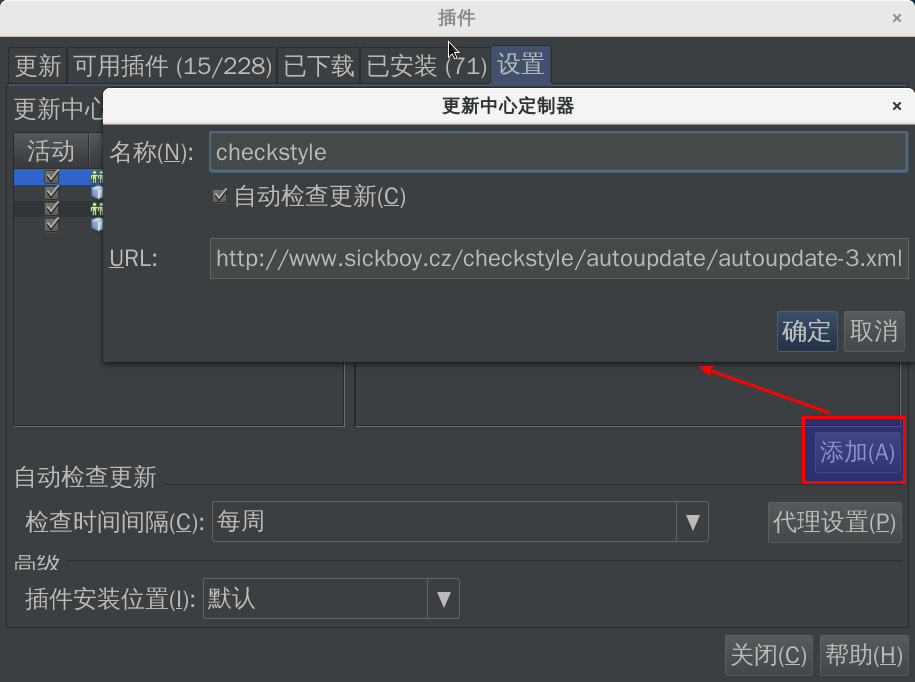 插件
更新 可用插件 (15/228) 已下载 已安装 (71) 设置
更新中心
更新中心定制器
活动
名称(N): checkstyle
自动检查更新(C)
URL: http://www.sickboy.cz/checkstyle/autoupdate/autoupdate-3.xml
确定 取消
添加(A)
自动检查更新
检查时间间隔(C): 每周 代理设置(P)
高级
插件安装位置(I): 默认
关闭(C) 帮助(H)